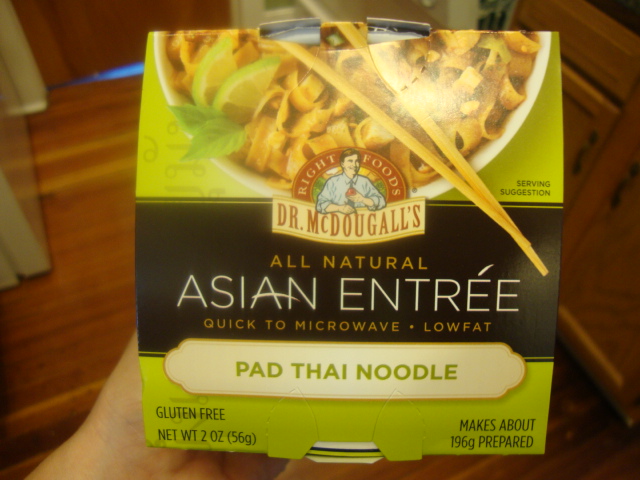 SERVING
SUGGESTION
RIGHT FOODS
DR. McDOUGALL'S
ALL NATURAL
ASIAN ENTRÉE
QUICK TO MICROWAVE • LOWFAT
PAD THAI NOODLE
GLUTEN FREE
NET WT 2 OZ (56g)
MAKES ABOUT
196g PREPARED